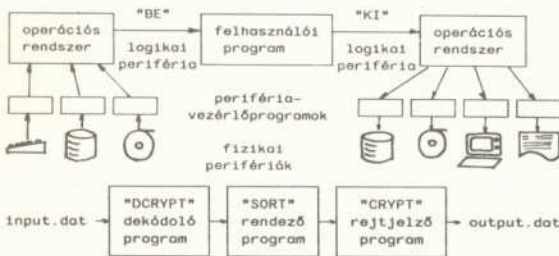 "BE"
"KI"
operációs
rendszer
logikai
periféria
felhasználói
program
logikai
periféria
operációs
rendszer
periféria-
vezérlőprogramok
fizikai
perifériák
input.dat
"DCRYPT"
dekódoló
program
"SORT"
rendező
program
"CRYPT"
rejtjelző
program
output.dat